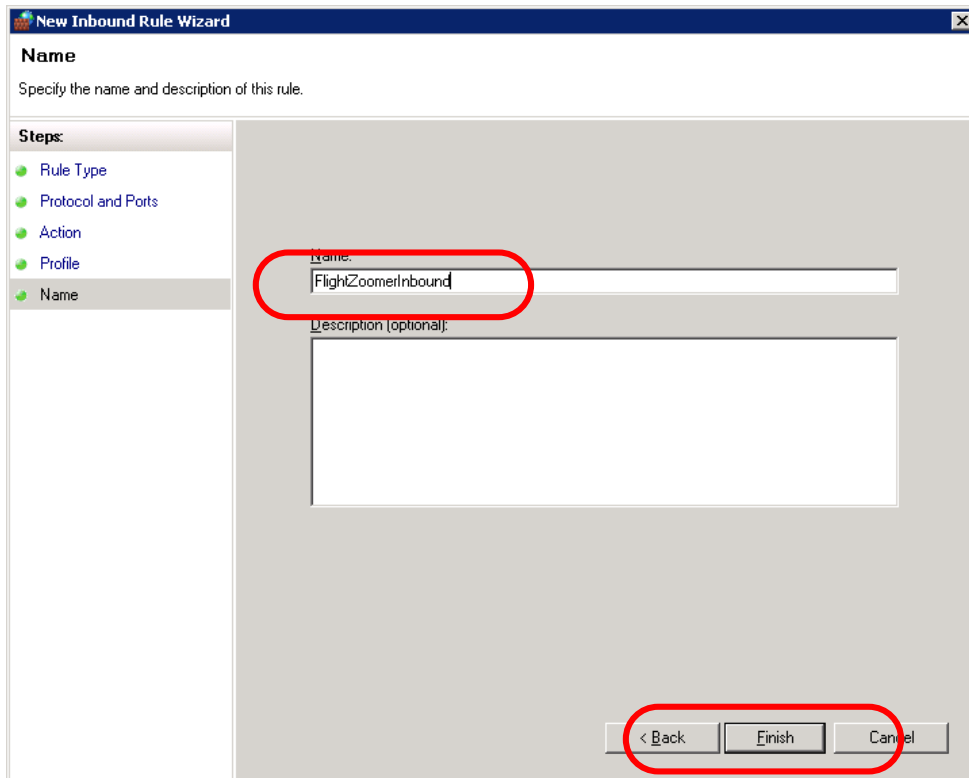 New Inbound Rule Wizard
Name
Specify the name and description of this rule.
Steps:
Rule Type
Protocol and Ports
Action
Profile
Name
Name:
FlightZoomerInbound
Description (optional):
< Back
Finish
Cancel